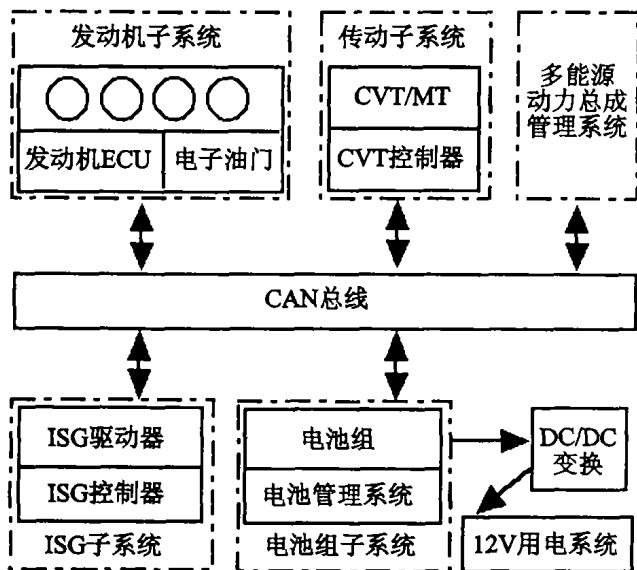 发动机子系统
发动机ECU
电子油门
传动子系统
CVT/MT
CVT控制器
多能源
动力总成
管理系统
CAN总线
ISG驱动器
ISG控制器
ISG子系统
电池组
电池管理系统
电池组子系统
DC/DC
变换
12V用电系统